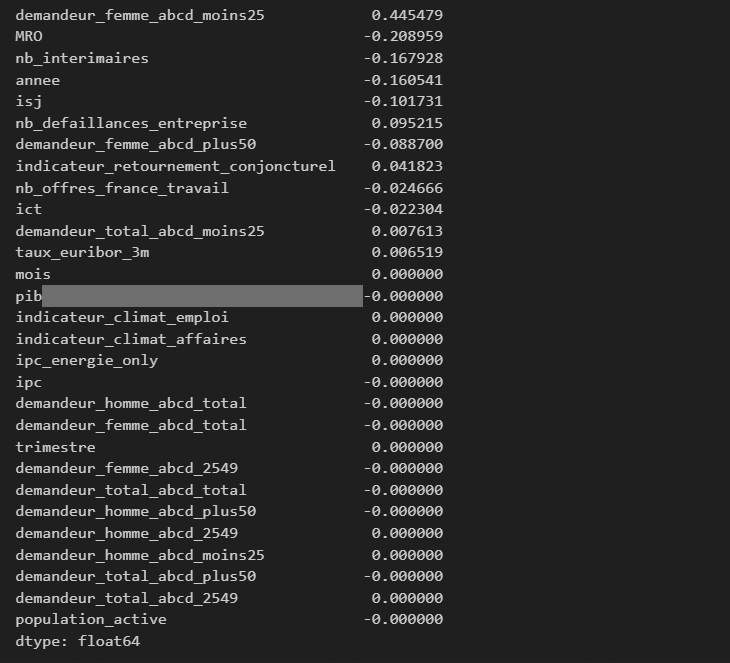 demandeur_femme_abcd_moins25 0.445479
MRO -0.208959
nb_interimaires -0.167928
annee -0.160541
isj -0.101731
nb_defaillances_entreprise 0.095215
demandeur_femme_abcd_plus50 -0.088700
indicateur_retournement_conjoncturel 0.041823
nb_offres_france_travail -0.024666
ict -0.022304
demandeur_total_abcd_moins25 0.007613
taux_euribor_3m 0.006519
mois 0.000000
pib -0.000000
indicateur_climat_emploi 0.000000
indicateur_climat_affaires 0.000000
ipc_energie_only 0.000000
ipc -0.000000
demandeur_homme_abcd_total -0.000000
demandeur_femme_abcd_total -0.000000
trimestre 0.000000
demandeur_femme_abcd_2549 -0.000000
demandeur_total_abcd_total -0.000000
demandeur_homme_abcd_plus50 -0.000000
demandeur_homme_abcd_2549 0.000000
demandeur_homme_abcd_moins25 0.000000
demandeur_total_abcd_plus50 -0.000000
demandeur_total_abcd_2549 0.000000
population_active -0.000000
dtype: float64